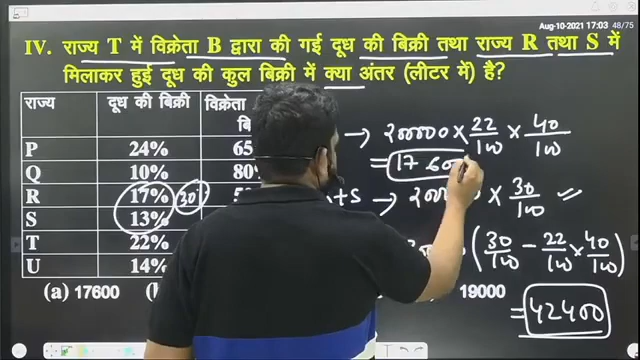 Aug-10-2021 17:03 48/75
IV. राज्य T में विक्रेता B द्वारा की गई दूध की बिक्री तथा राज्य R तथा S में
मिलाकर हुई दूध की कुल बिक्री में क्या अंतर (लीटर में) है?
राज्य दूध की बिक्री विक्रेता
P 24% 65
Q 10% 80%
R 17%
S 13%
30
T 22%
U 14%
→ 200000 × 22/100 × 40/100
= 17600
+S → × 30/100
(30/100 − 22/100 × 40/100)
= 42400
(a) 17600 19000